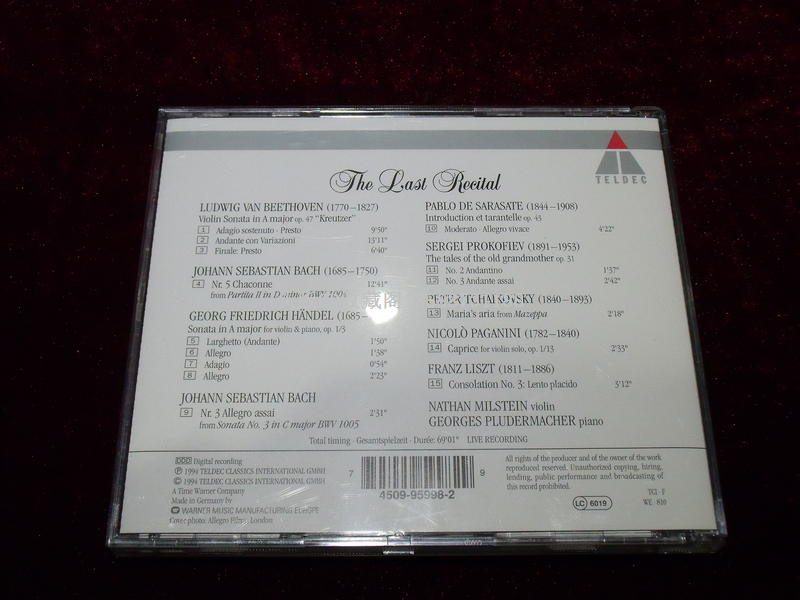 The Last Recital
TELDEC
LUDWIG VAN BEETHOVEN (1770–1827)
Violin Sonata in A major op. 47 "Kreutzer"
1 Adagio sostenuto · Presto 9'50"
2 Andante con Variazioni 13'11"
3 Finale: Presto 6'40"
JOHANN SEBASTIAN BACH (1685–1750)
4 Nr. 5 Chaconne 12'41"
from Partita II in D minor BWV 1004
GEORG FRIEDRICH HÄNDEL (1685–
Sonata in A major for violin & piano, op. 1/3
5 Larghetto (Andante) 1'50"
6 Allegro 1'38"
7 Adagio 0'54"
8 Allegro 2'23"
JOHANN SEBASTIAN BACH
9 Nr. 3 Allegro assai 2'31"
from Sonata No. 3 in C major BWV 1005
PABLO DE SARASATE (1844–1908)
Introduction et tarantelle op. 43
10 Moderato · Allegro vivace 4'22"
SERGEI PROKOFIEV (1891–1953)
The tales of the old grandmother op. 31
11 No. 2 Andantino 1'37"
12 No. 3 Andante assai 2'42"
PETER TCHAIKOVSKY (1840–1893)
13 Maria's aria from Mazeppa 2'18"
NICOLÒ PAGANINI (1782–1840)
14 Caprice for violin solo, op. 1/13 2'33"
FRANZ LISZT (1811–1886)
15 Consolation No. 3: Lento placido 3'12"
NATHAN MILSTEIN violin
GEORGES PLUDERMACHER piano
Total timing · Gesamtspielzeit · Durée: 69'01" LIVE RECORDING
DDD Digital recording
℗ 1994 TELDEC CLASSICS INTERNATIONAL GMBH
© 1994 TELDEC CLASSICS INTERNATIONAL GMBH
A Time Warner Company
Made in Germany by
WARNER MUSIC MANUFACTURING EUROPE
Cover photo: Allegro Films, London
7 9
4509-95998-2
All rights of the producer and of the owner of the work
reproduced reserved. Unauthorized copying, hiring,
lending, public performance and broadcasting of
this record prohibited.
LC 6019
TCI · F
WE · 810